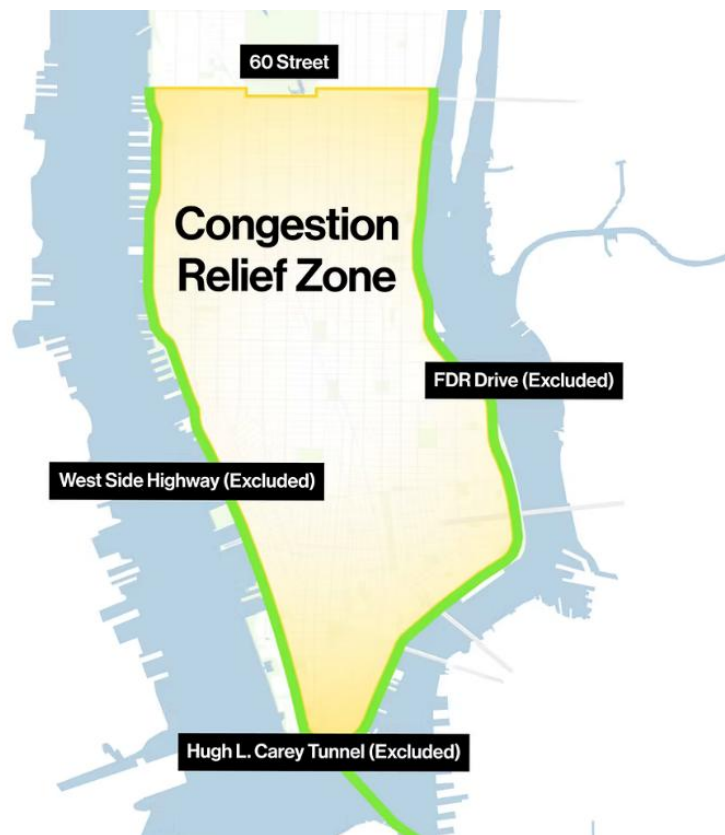 60 Street
Congestion
Relief Zone
FDR Drive (Excluded)
West Side Highway (Excluded)
Hugh L. Carey Tunnel (Excluded)